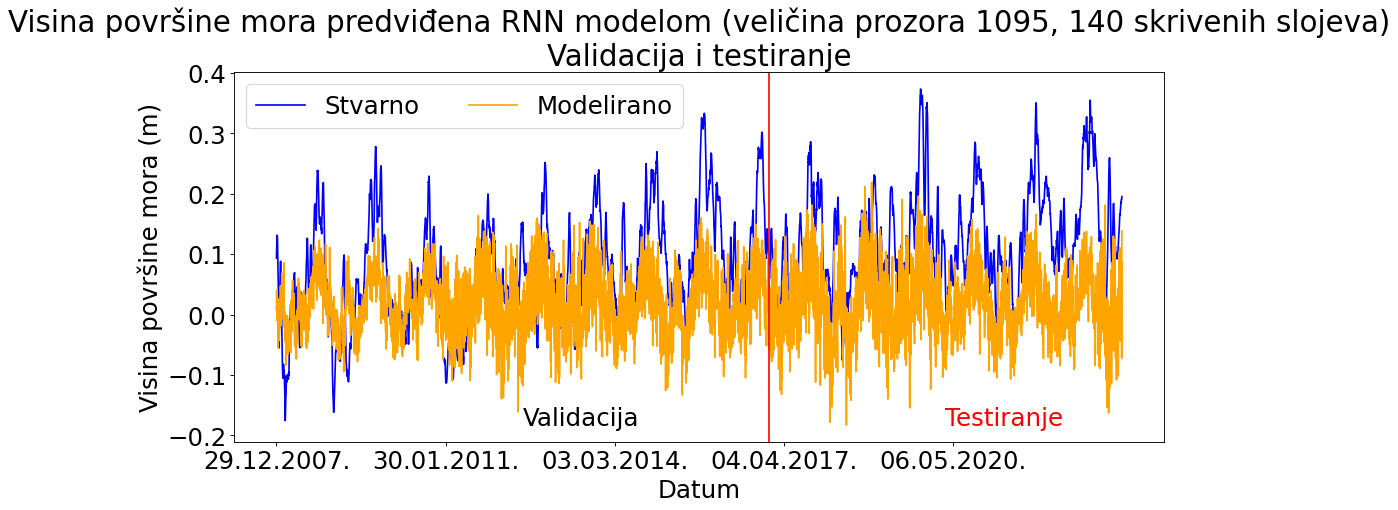 Visina površine mora predviđena RNN modelom (veličina prozora 1095, 140 skrivenih slojeva)
Validacija i testiranje
Stvarno
Modelirano
Visina površine mora (m)
0.4
0.3
0.2
0.1
0.0
−0.1
−0.2
Validacija
Testiranje
29.12.2007.
30.01.2011.
03.03.2014.
04.04.2017.
06.05.2020.
Datum